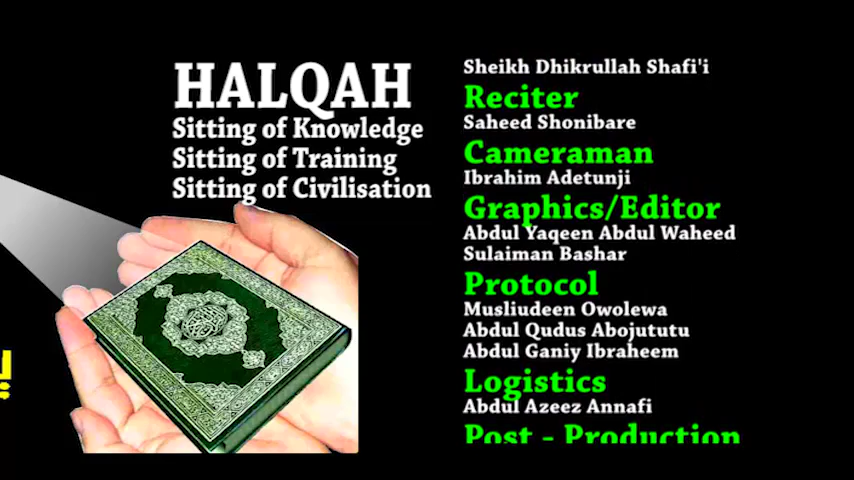 HALQAH
Sitting of Knowledge
Sitting of Training
Sitting of Civilisation
Sheikh Dhikrullah Shafi'i
Reciter
Saheed Shonibare
Cameraman
Ibrahim Adetunji
Graphics/Editor
Abdul Yaqeen Abdul Waheed
Sulaiman Bashar
Protocol
Musliudeen Owolewa
Abdul Qudus Abojututu
Abdul Ganiy Ibraheem
Logistics
Abdul Azeez Annafi
Post - Production